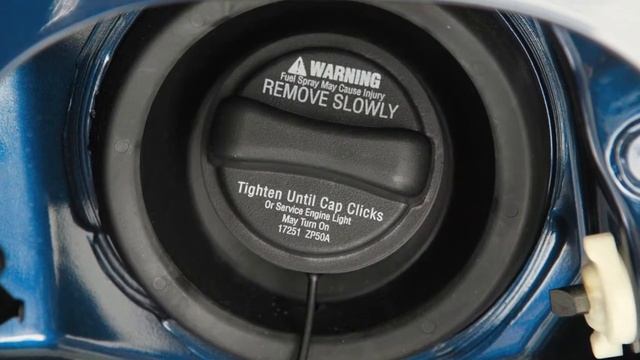 WARNING
Fuel Spray May Cause Injury
REMOVE SLOWLY
Tighten Until Cap Clicks
Or Service Engine Light
May Turn On
17251 ZP50A